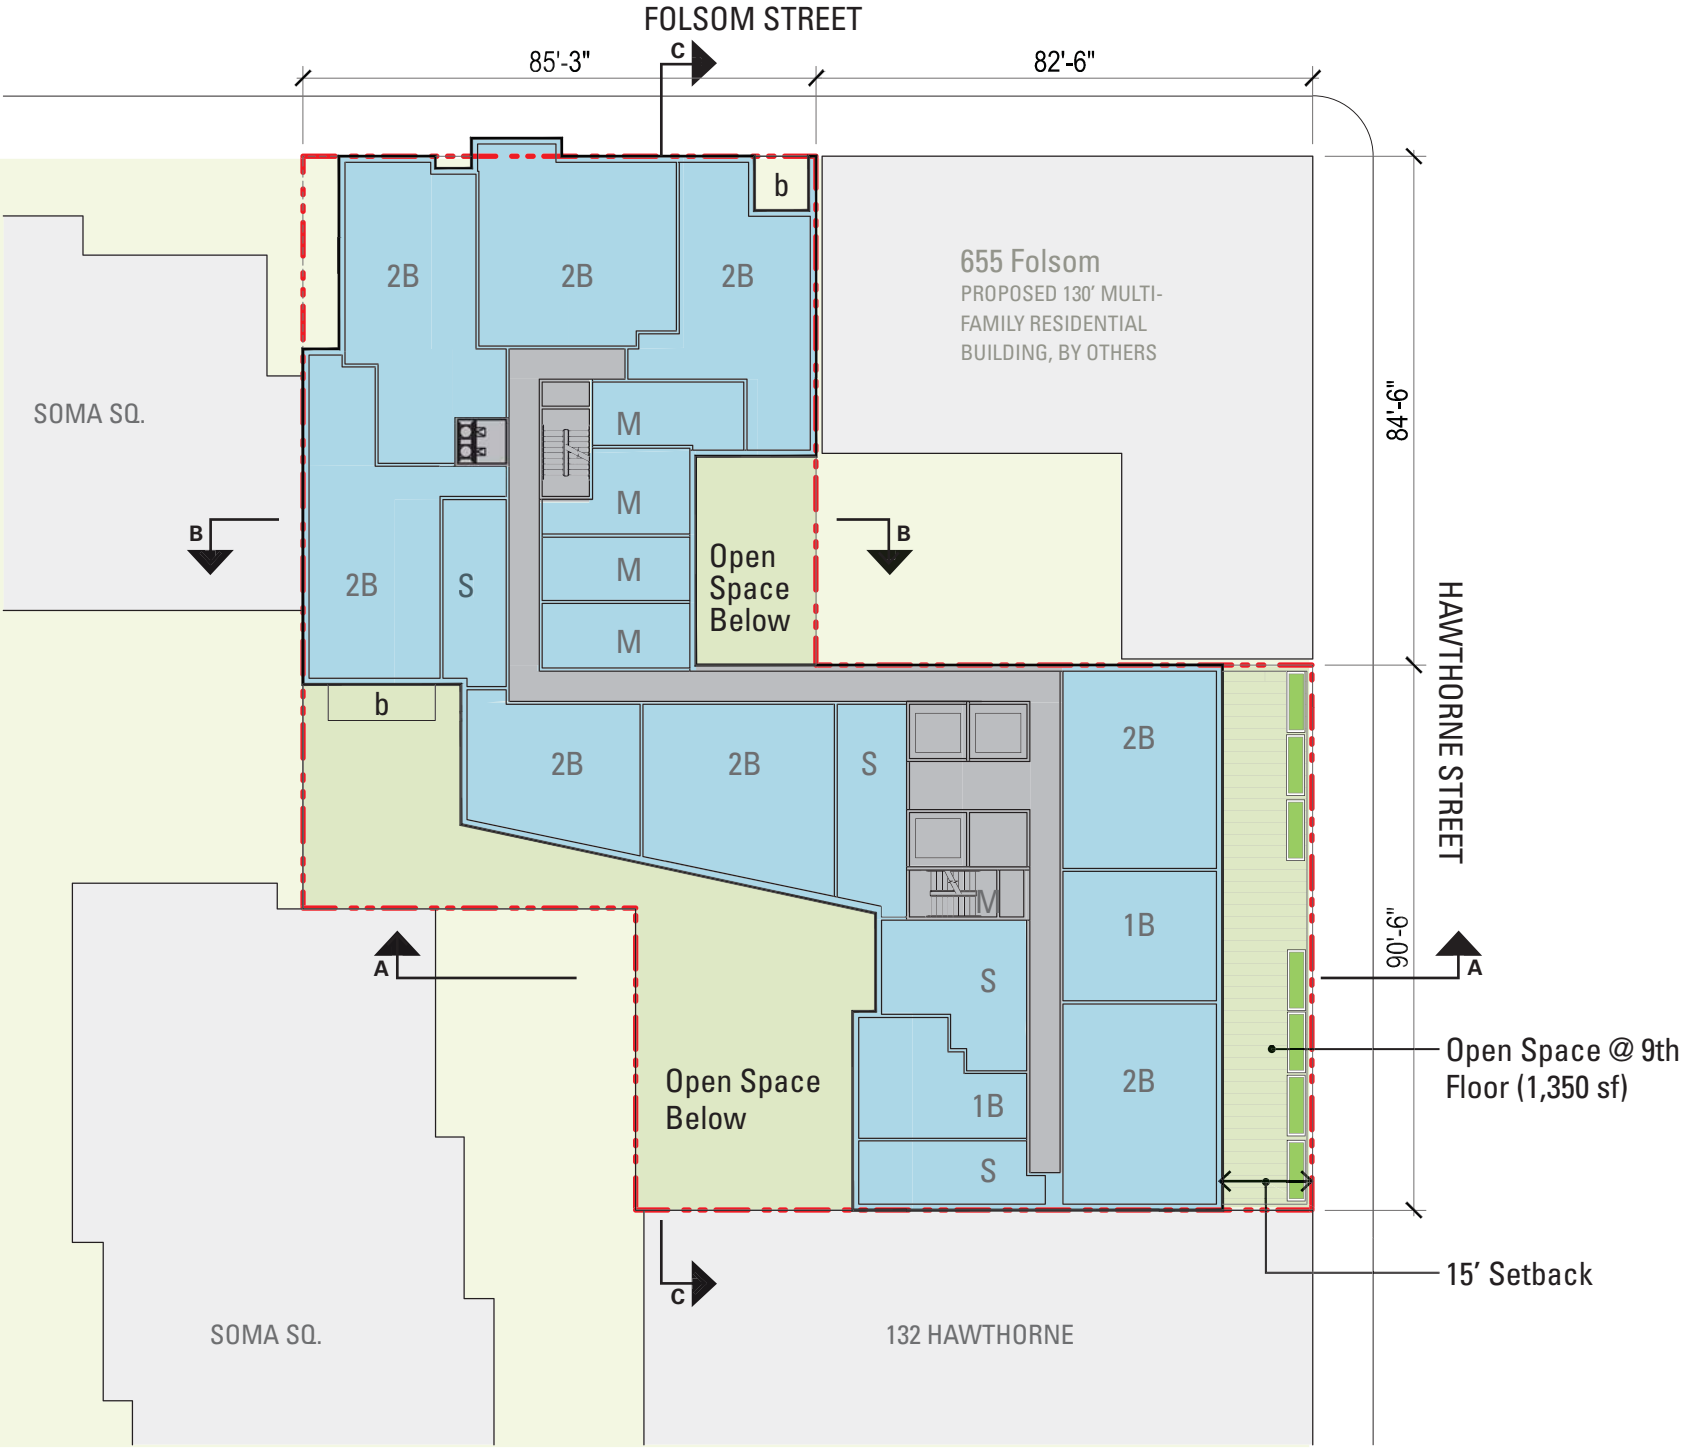 FOLSOM STREET
85'-3"
C
82'-6"
b
2B
2B
2B
655 Folsom
PROPOSED 130' MULTI-
FAMILY RESIDENTIAL
BUILDING, BY OTHERS
84'-6"
SOMA SQ.
M
M
B
B
Open
Space
Below
M
2B
S
M
HAWTHORNE STREET
b
2B
2B
2B
S
M
1B
90'-6"
A
A
S
Open Space @ 9th
Floor (1,350 sf)
Open Space
Below
2B
1B
S
15' Setback
C
SOMA SQ.
132 HAWTHORNE